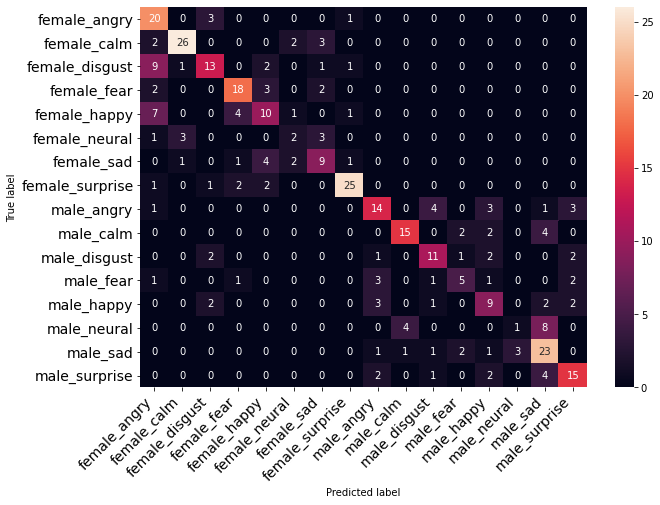 female_angry 20 0 3 0 0 0 0 1 0 0 0 0 0 0 0 0
female_calm 2 26 0 0 0 2 3 0 0 0 0 0 0 0 0 0
female_disgust 9 1 13 0 2 0 1 1 0 0 0 0 0 0 0 0
female_fear 2 0 0 18 3 0 2 0 0 0 0 0 0 0 0 0
female_happy 7 0 0 4 10 1 0 1 0 0 0 0 0 0 0 0
female_neural 1 3 0 0 0 2 3 0 0 0 0 0 0 0 0 0
female_sad 0 1 0 1 4 2 9 1 0 0 0 0 0 0 0 0
female_surprise 1 0 1 2 2 0 0 25 0 0 0 0 0 0 0 0
male_angry 1 0 0 0 0 0 0 0 14 0 4 0 3 0 1 3
male_calm 0 0 0 0 0 0 0 0 0 15 0 2 2 0 4 0
male_disgust 0 0 2 0 0 0 0 0 1 0 11 1 2 0 0 2
male_fear 1 0 0 1 0 0 0 0 3 0 1 5 1 0 0 2
male_happy 0 0 2 0 0 0 0 0 3 0 1 0 9 0 2 2
male_neural 0 0 0 0 0 0 0 0 0 4 0 0 0 1 8 0
male_sad 0 0 0 0 0 0 0 0 1 1 1 2 1 3 23 0
male_surprise 0 0 0 0 0 0 0 0 2 0 1 0 2 0 4 15
True label
female_angry
female_calm
female_disgust
female_fear
female_happy
female_neural
female_sad
female_surprise
male_angry
male_calm
male_disgust
male_fear
male_happy
male_neural
male_sad
male_surprise
Predicted label
25
20
15
10
5
0